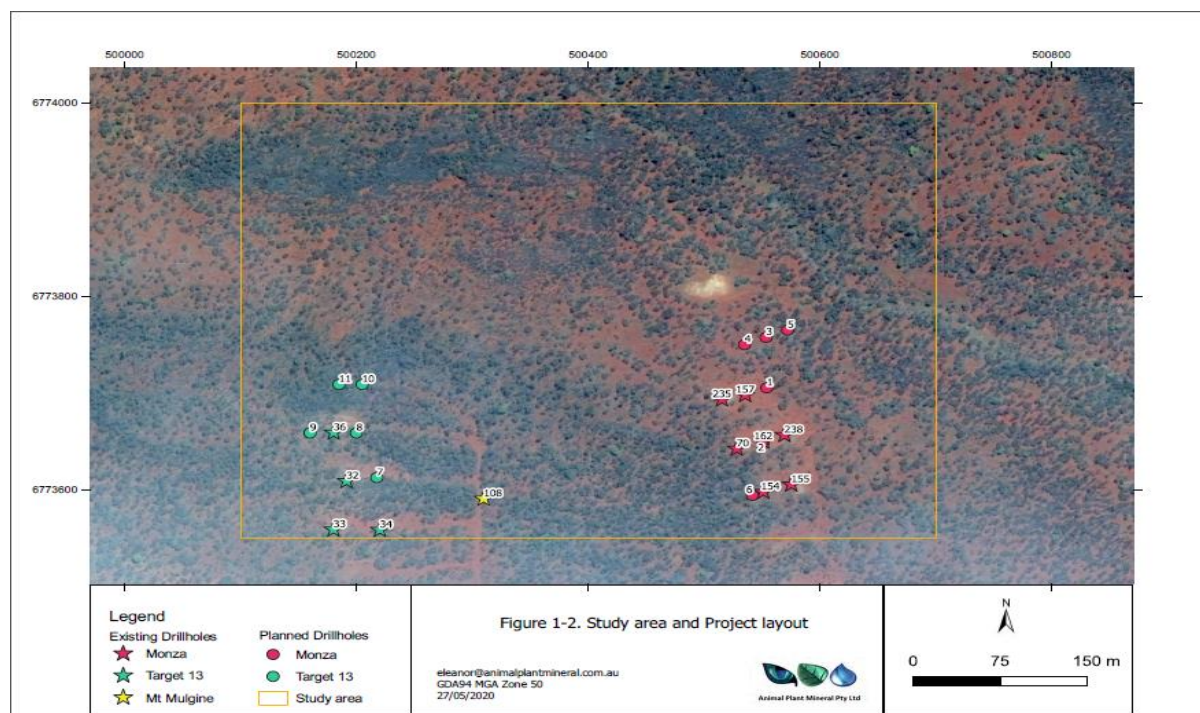 500000 500200 500400 500600 500800
6774000
6773800
5
3
4
11 10
1
157
235
9 36 8
162 238
70 2
32 7
155
6 154
108
33 34
Legend
Existing Drillholes
Monza
Target 13
Mt Mulgine
Planned Drillholes
Monza
Target 13
Study area
6773600
Figure 1-2. Study area and Project layout
eleanor@animalplantmineral.com.au
GDA94 MGA Zone 50
27/05/2020
Animal Plant Mineral Pty Ltd
N
0 75 150 m